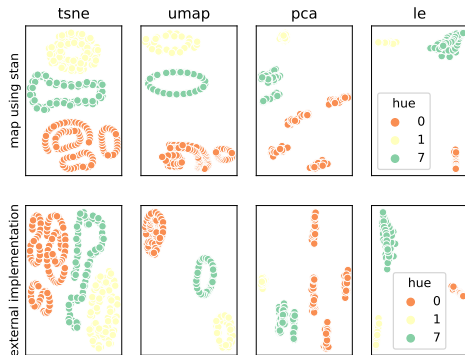 tsne umap pca le
map using stan
hue
0
1
7
external implementation
hue
0
1
7